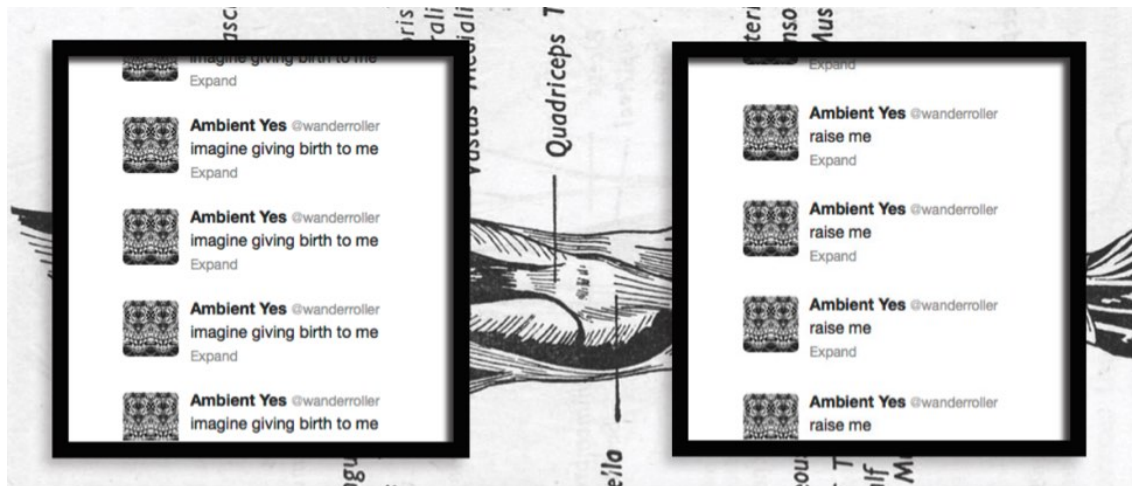 imagine giving birth to me
Expand
Ambient Yes @wanderroller
imagine giving birth to me
Expand
Ambient Yes @wanderroller
imagine giving birth to me
Expand
Ambient Yes @wanderroller
imagine giving birth to me
Expand
Ambient Yes @wanderroller
imagine giving birth to me
Vastus Mediali
Quadriceps T
Expand
Ambient Yes @wanderroller
raise me
Expand
Ambient Yes @wanderroller
raise me
Expand
Ambient Yes @wanderroller
raise me
Expand
Ambient Yes @wanderroller
raise me